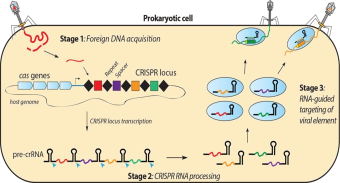 Prokaryotic cell
Stage 1: Foreign DNA acquisition
cas genes
Repeat
Spacer
CRISPR locus
host genome
CRISPR locus transcription
pre-crRNA
Stage 2: CRISPR RNA processing
Stage 3:
RNA-guided
targeting of
viral element